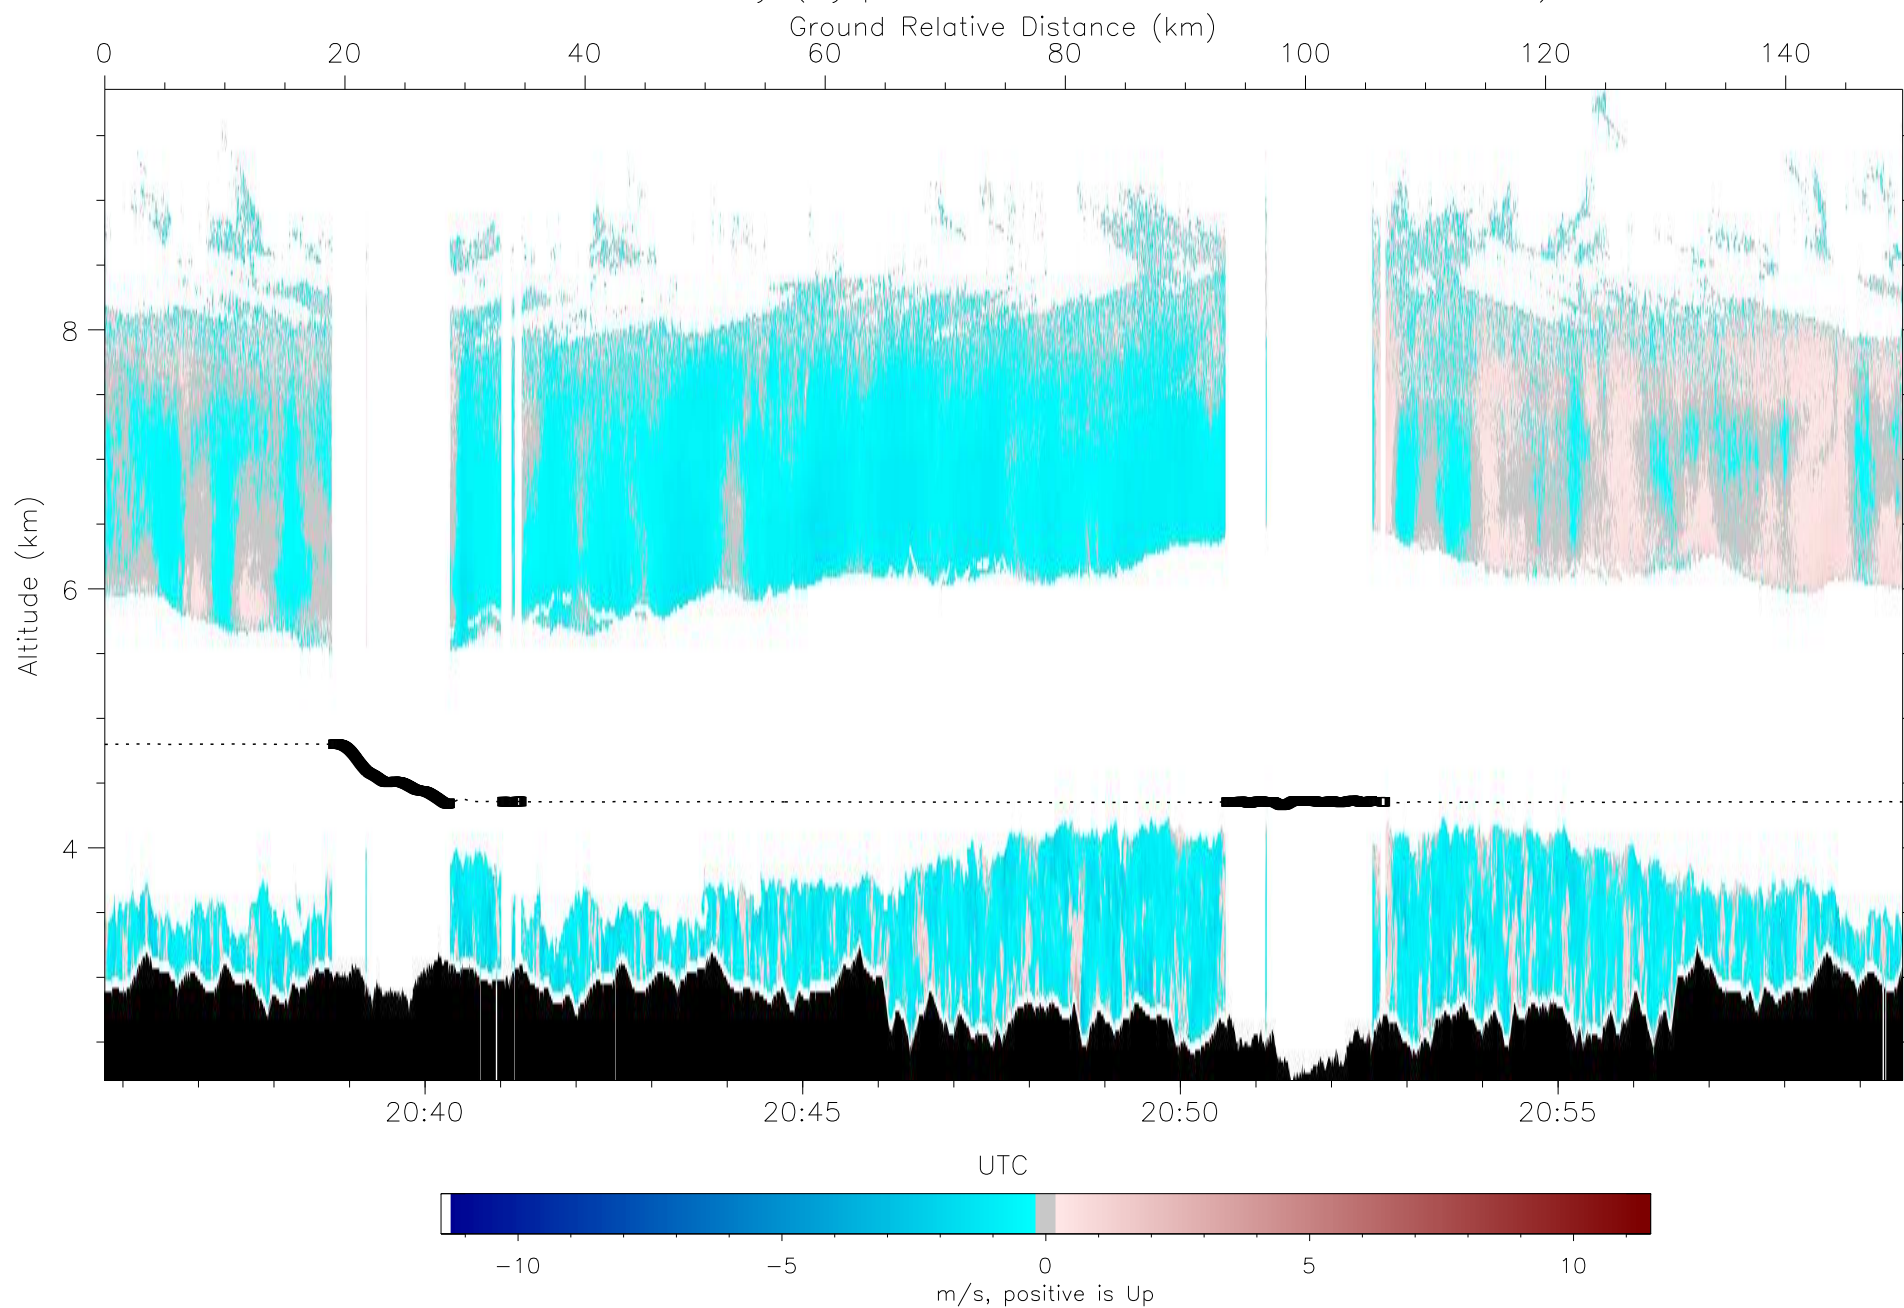 Ground Relative Distance (km)
0 20 40 60 80 100 120 140
8
6
4
Altitude (km)
20:40 20:45 20:50 20:55
UTC
-10 -5 0 5 10
m/s, positive is Up